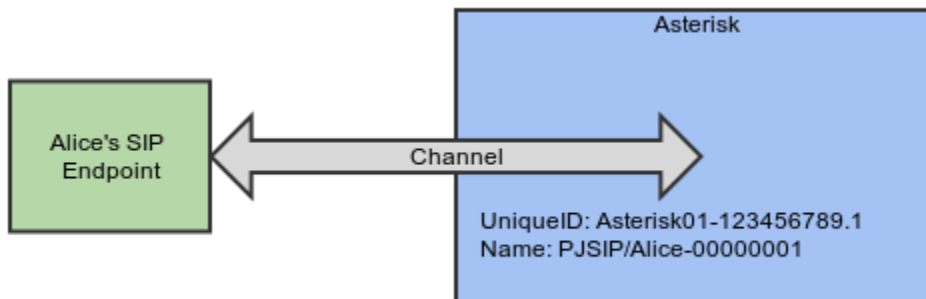 Asterisk
Alice's SIP
Endpoint
Channel
UniqueID: Asterisk01-123456789.1
Name: PJSIP/Alice-00000001